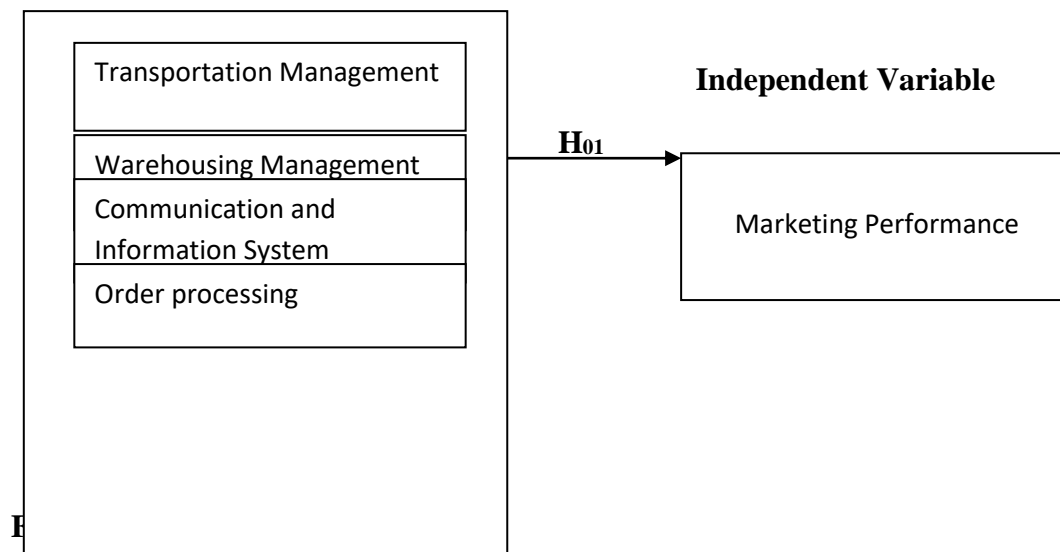 Transportation Management
Independent Variable
H01
Warehousing Management
Communication and
Information System
Marketing Performance
Order processing